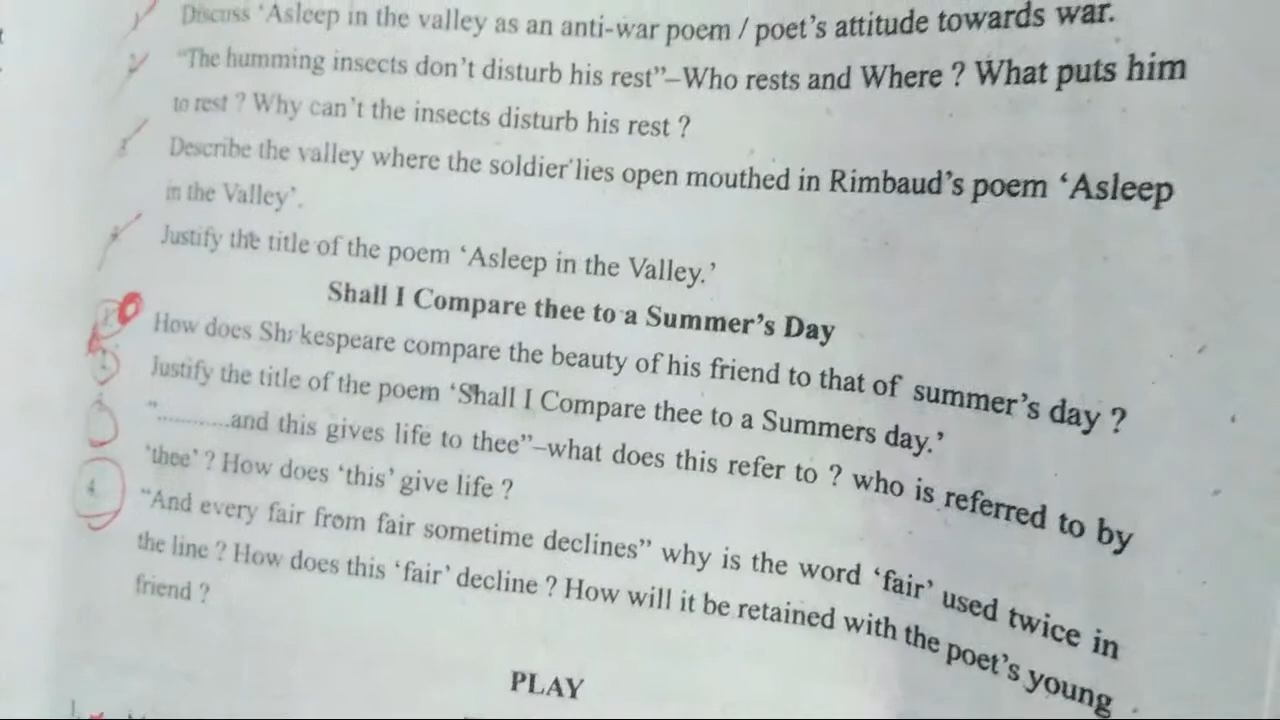 Discuss 'Asleep in the valley as an anti-war poem / poet's attitude towards war.
"The humming insects don't disturb his rest"–Who rests and Where ? What puts him
to rest ? Why can't the insects disturb his rest ?
Describe the valley where the soldier lies open mouthed in Rimbaud's poem 'Asleep
in the Valley'.
Justify the title of the poem 'Asleep in the Valley.'
Shall I Compare thee to a Summer's Day
How does Shakespeare compare the beauty of his friend to that of summer's day ?
Justify the title of the poem 'Shall I Compare thee to a Summers day.'
"............and this gives life to thee"–what does this refer to ? who is referred to by
'thee' ? How does 'this' give life ?
4. "And every fair from fair sometime declines" why is the word 'fair' used twice in
the line ? How does this 'fair' decline ? How will it be retained with the poet's young
friend ?
PLAY
1.